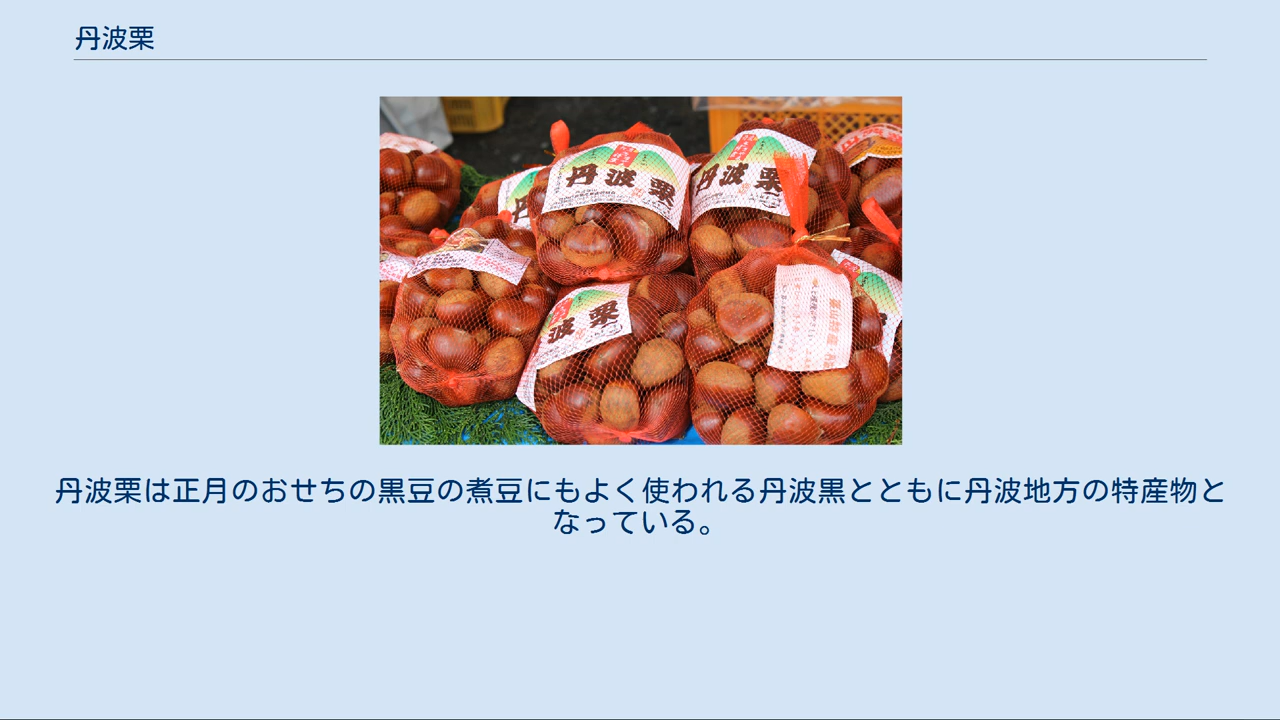 丹波栗
丹波栗
丹波栗
丹
波栗
丹波栗は正月のおせちの黒豆の煮豆にもよく使われる丹波黒とともに丹波地方の特産物と
なっている。